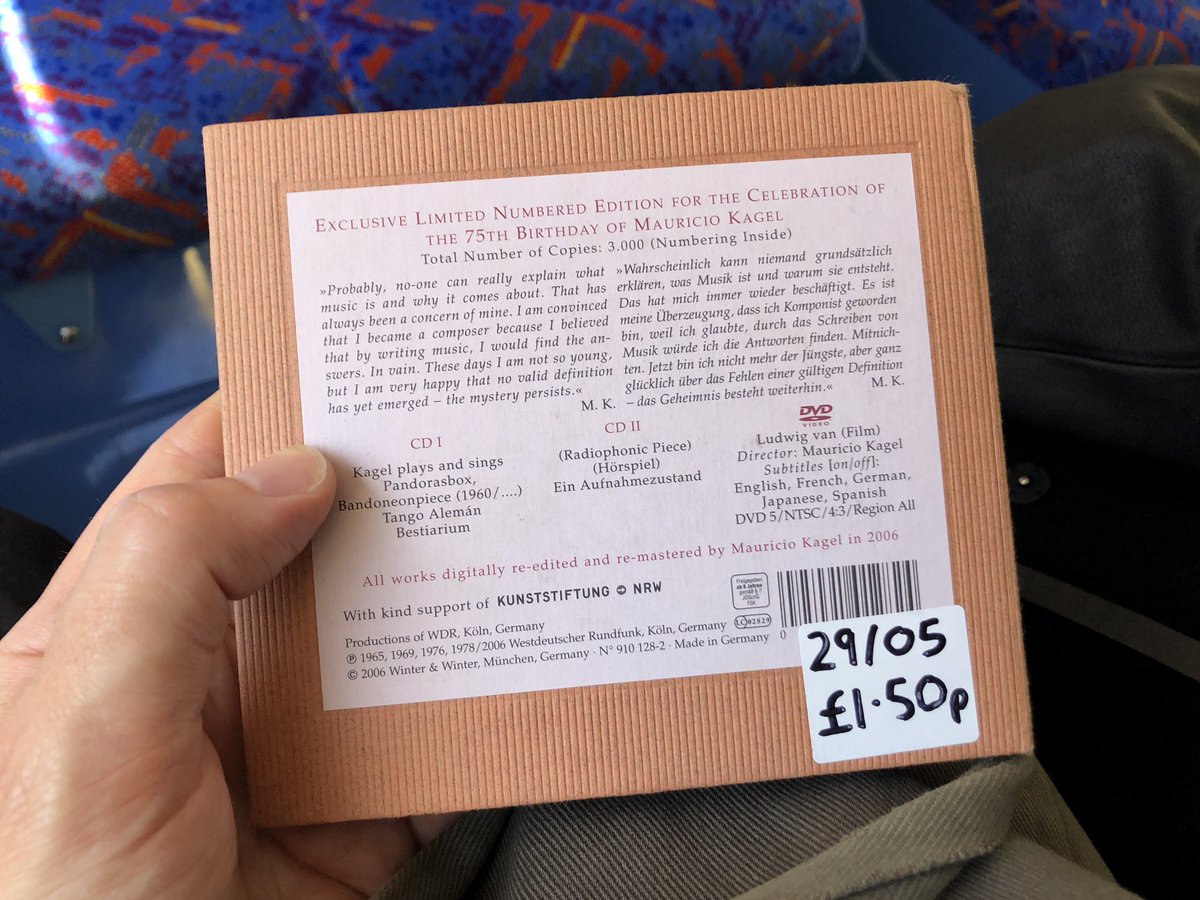 EXCLUSIVE LIMITED NUMBERED EDITION FOR THE CELEBRATION OF
THE 75TH BIRTHDAY OF MAURICIO KAGEL
Total Number of Copies: 3.000 (Numbering Inside)
»Probably, no-one can really explain what
music is and why it comes about. That has
always been a concern of mine. I am convinced
that I became a composer because I believed
that by writing music, I would find the an-
swers. In vain. These days I am not so young,
but I am very happy that no valid definition
has yet emerged – the mystery persists.«
M. K.
»Wahrscheinlich kann niemand grundsätzlich
erklären, was Musik ist und warum sie entsteht.
Das hat mich immer wieder beschäftigt. Es ist
meine Überzeugung, dass ich Komponist geworden
bin, weil ich glaubte, durch das Schreiben von
Musik würde ich die Antworten finden. Mitnich-
ten. Jetzt bin ich nicht mehr der Jüngste, aber ganz
glücklich über das Fehlen einer gültigen Definition
– das Geheimnis besteht weiterhin.«
M. K.
CD I
Kagel plays and sings
Pandorasbox,
Bandoneonpiece (1960/....)
Tango Alemán
Bestiarium
CD II
(Radiophonic Piece)
(Hörspiel)
Ein Aufnahmezustand
DVD
VIDEO
Ludwig van (Film)
Director: Mauricio Kagel
Subtitles [on/off]:
English, French, German,
Japanese, Spanish
DVD 5/NTSC/4:3/Region All
All works digitally re-edited and re-mastered by Mauricio Kagel in 2006
With kind support of KUNSTSTIFTUNG NRW
Freigegeben
ab 6 Jahren
gemäß § 7
JÖSchG
FSK
Productions of WDR, Köln, Germany
LC 02829
℗ 1965, 1969, 1976, 1978/2006 Westdeutscher Rundfunk, Köln, Germany
© 2006 Winter & Winter, München, Germany · N° 910 128-2 · Made in Germany
0
29/05
£1.50p